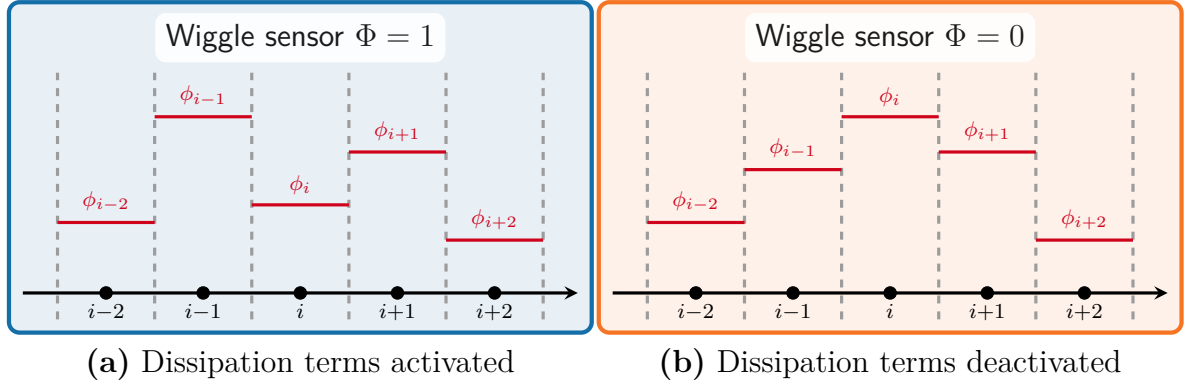 Wiggle sensor Φ = 1
ϕ_{i−1}
ϕ_{i+1}
ϕ_i
ϕ_{i−2}
ϕ_{i+2}
i−2 i−1 i i+1 i+2
(a) Dissipation terms activated
Wiggle sensor Φ = 0
ϕ_i
ϕ_{i+1}
ϕ_{i−1}
ϕ_{i−2}
ϕ_{i+2}
i−2 i−1 i i+1 i+2
(b) Dissipation terms deactivated